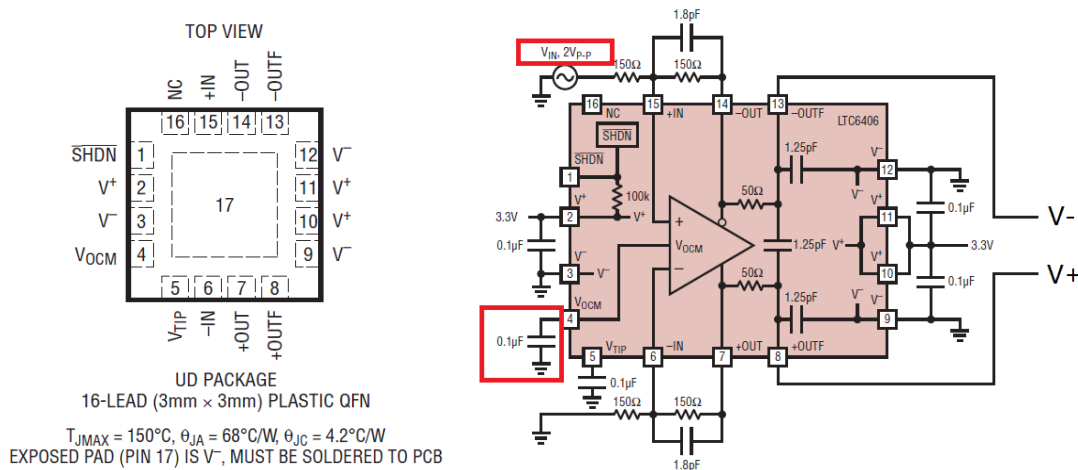 TOP VIEW
NC
+IN
–OUT
–OUTF
16 15 14 13
SHDN 1
V+ 2
V– 3
VOCM 4
17
12 V–
11 V+
10 V+
9 V–
5 6 7 8
VTIP
–IN
+OUT
+OUTF
UD PACKAGE
16-LEAD (3mm × 3mm) PLASTIC QFN
TJMAX = 150°C, θJA = 68°C/W, θJC = 4.2°C/W
EXPOSED PAD (PIN 17) IS V–, MUST BE SOLDERED TO PCB
1.8pF
VIN, 2VP-P
150Ω
150Ω
16 NC
15 +IN
14 –OUT
13 –OUTF
LTC6406
SHDN
SHDN
1
100k
V+
3.3V
2
V+
0.1µF
V–
3
V–
VOCM
4
0.1µF
+
VOCM
–
50Ω
50Ω
1.25pF
1.25pF
1.25pF
V–
12
V–
0.1µF
V+
11
V+
3.3V
V+
10
0.1µF
V–
V–
9
V-
V+
5 VTIP
6 –IN
7 +OUT
8 +OUTF
0.1µF
150Ω
150Ω
1.8pF